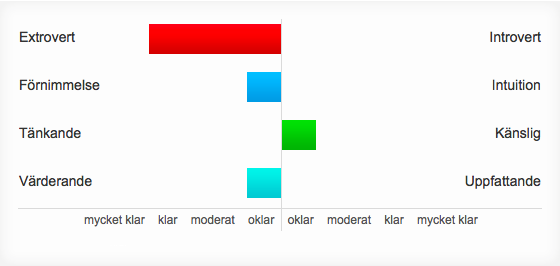 Extrovert Introvert
Förnimmelse Intuition
Tänkande Känslig
Värderande Uppfattande
mycket klar klar moderat oklar oklar moderat klar mycket klar